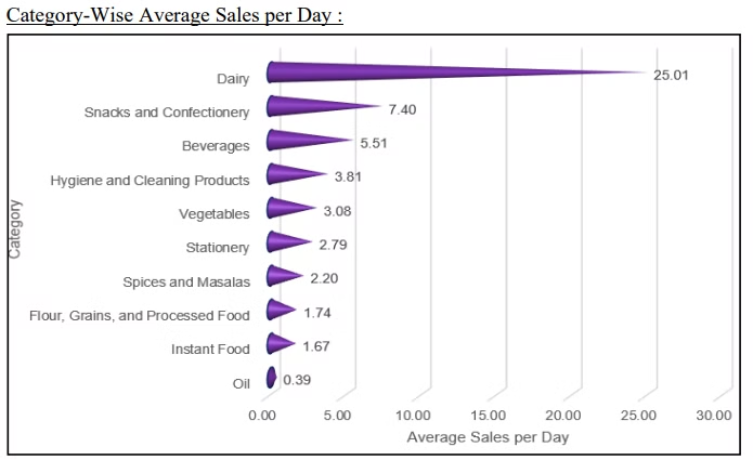 Category-Wise Average Sales per Day :
Dairy 25.01
Snacks and Confectionery 7.40
Beverages 5.51
Hygiene and Cleaning Products 3.81
Vegetables 3.08
Stationery 2.79
Spices and Masalas 2.20
Flour, Grains, and Processed Food 1.74
Instant Food 1.67
Oil 0.39
Category
0.00 5.00 10.00 15.00 20.00 25.00 30.00
Average Sales per Day